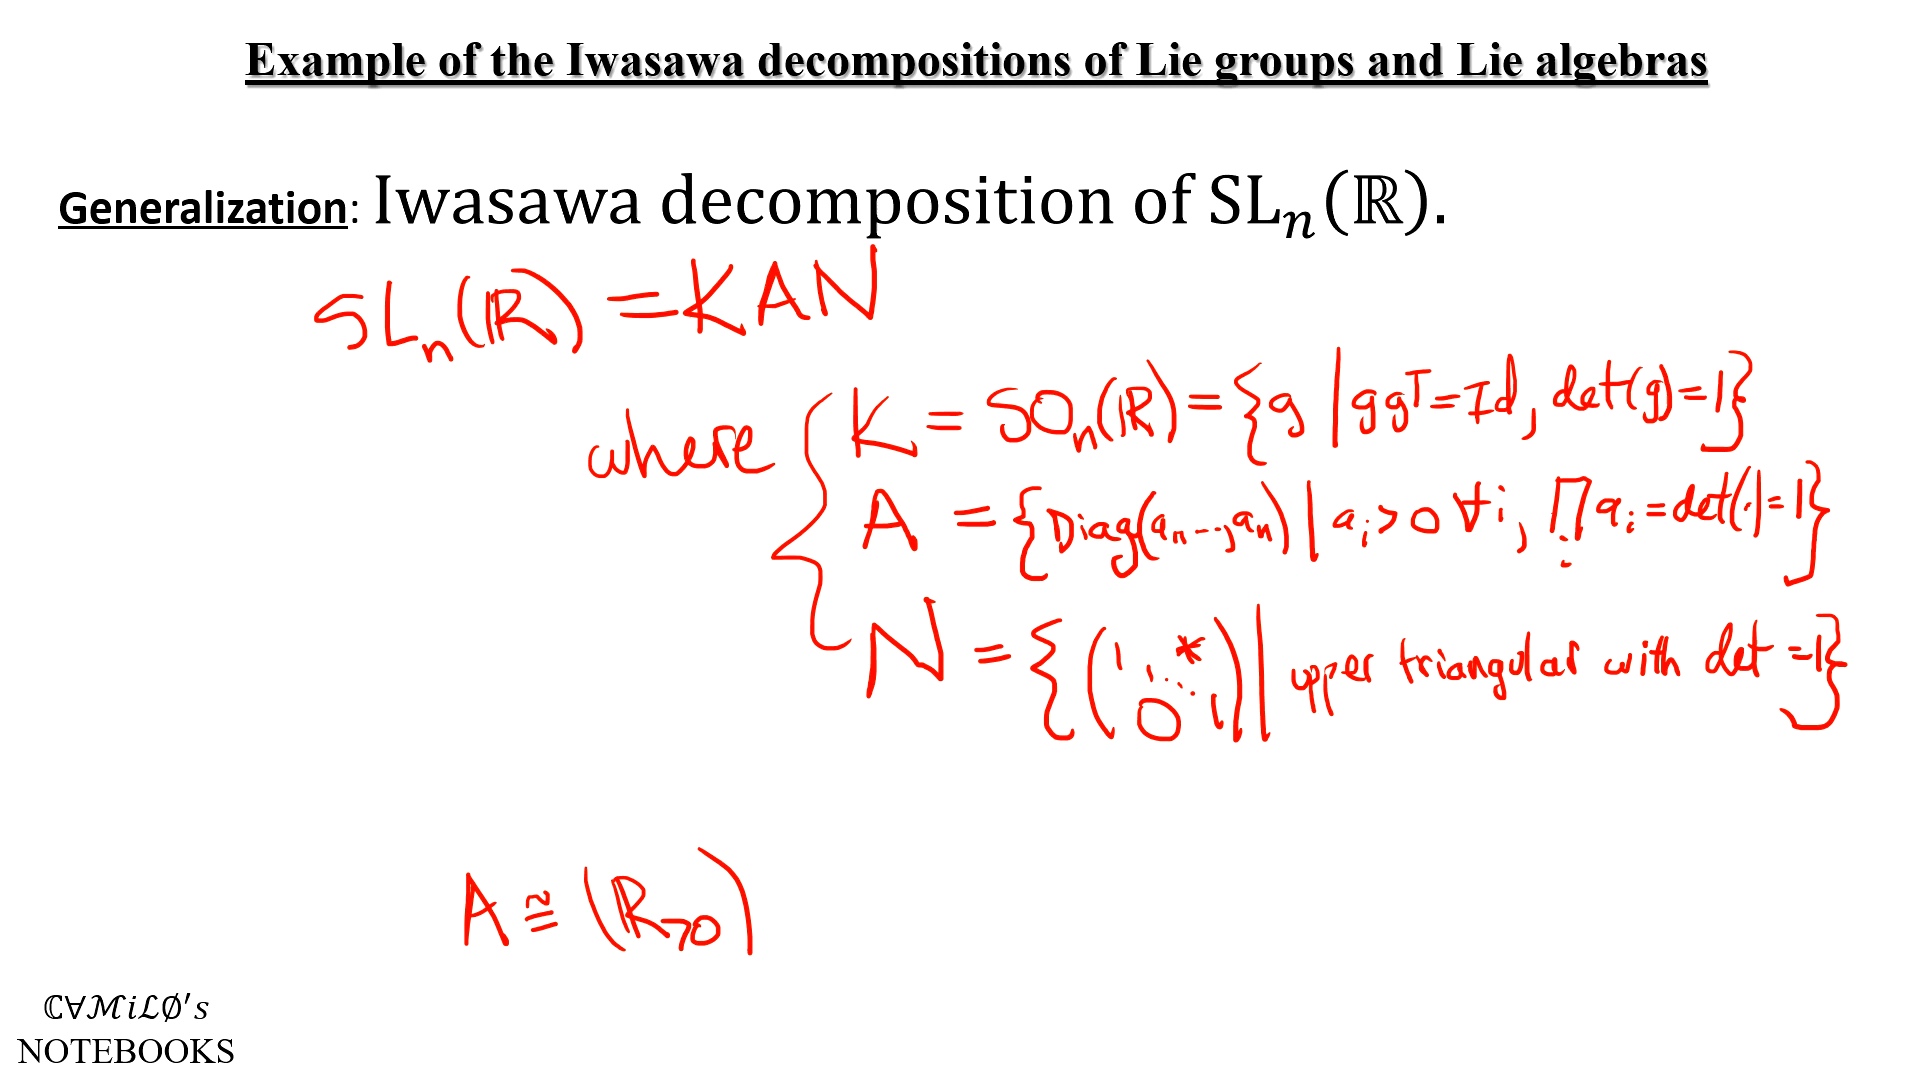 Example of the Iwasawa decompositions of Lie groups and Lie algebras
Generalization: Iwasawa decomposition of SLₙ(ℝ).
SLₙ(ℝ) = KAN
where { K = SOₙ(ℝ) = {g | ggᵀ = Id, det(g) = 1}
A = {Diag(a₁, ..., aₙ) | aᵢ > 0 ∀i, ∏ᵢ aᵢ = det(·) = 1}
N = {(1 ⋱ * 0 1) | upper triangular with det = 1}
A ≅ (ℝ>0)
ℂ∀ℳiℒØ's
NOTEBOOKS